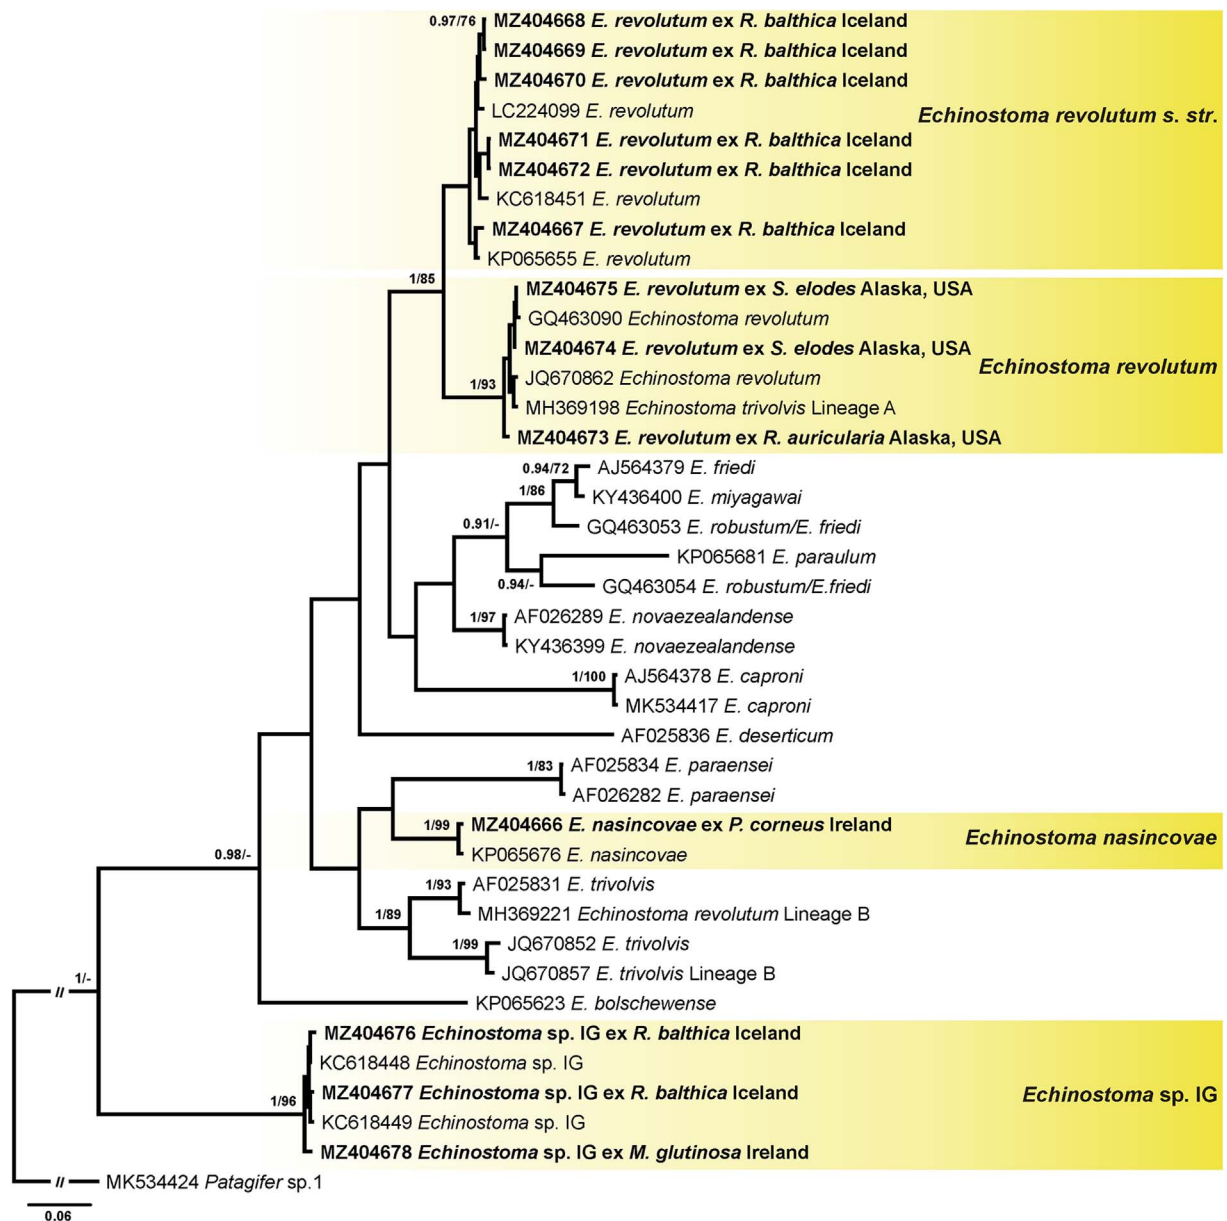 0.97/76
MZ404668 E. revolutum ex R. balthica Iceland
MZ404669 E. revolutum ex R. balthica Iceland
MZ404670 E. revolutum ex R. balthica Iceland
LC224099 E. revolutum
Echinostoma revolutum s. str.
MZ404671 E. revolutum ex R. balthica Iceland
MZ404672 E. revolutum ex R. balthica Iceland
KC618451 E. revolutum
MZ404667 E. revolutum ex R. balthica Iceland
KP065655 E. revolutum
1/85
MZ404675 E. revolutum ex S. elodes Alaska, USA
GQ463090 Echinostoma revolutum
MZ404674 E. revolutum ex S. elodes Alaska, USA
Echinostoma revolutum
1/93
JQ670862 Echinostoma revolutum
MH369198 Echinostoma trivolvis Lineage A
MZ404673 E. revolutum ex R. auricularia Alaska, USA
0.94/72
AJ564379 E. friedi
1/86
KY436400 E. miyagawai
0.91/-
GQ463053 E. robustum/E. friedi
KP065681 E. paraulum
0.94/-
GQ463054 E. robustum/E.friedi
1/97
AF026289 E. novaezealandense
KY436399 E. novaezealandense
1/100
AJ564378 E. caproni
MK534417 E. caproni
AF025836 E. deserticum
1/83
AF025834 E. paraensei
AF026282 E. paraensei
1/99
MZ404666 E. nasincovae ex P. corneus Ireland
Echinostoma nasincovae
0.98/-
KP065676 E. nasincovae
1/93
AF025831 E. trivolvis
1/89
MH369221 Echinostoma revolutum Lineage B
1/99
JQ670852 E. trivolvis
JQ670857 E. trivolvis Lineage B
1/-
//
KP065623 E. bolschewense
MZ404676 Echinostoma sp. IG ex R. balthica Iceland
KC618448 Echinostoma sp. IG
1/96
MZ404677 Echinostoma sp. IG ex R. balthica Iceland
Echinostoma sp. IG
KC618449 Echinostoma sp. IG
MZ404678 Echinostoma sp. IG ex M. glutinosa Ireland
//
MK534424 Patagifer sp.1
0.06